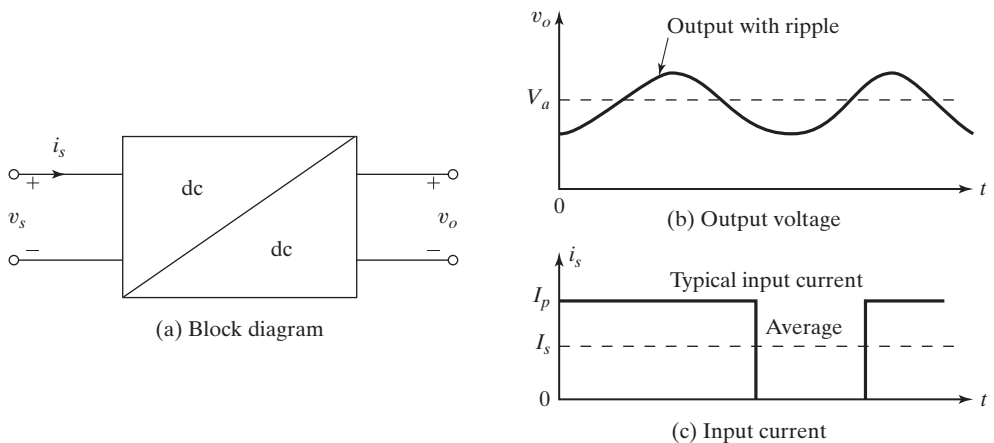 i_s
+
dc
+
v_s
v_o
−
dc
−
(a) Block diagram
v_o
Output with ripple
V_a
0
t
(b) Output voltage
i_s
Typical input current
I_p
Average
I_s
0
t
(c) Input current